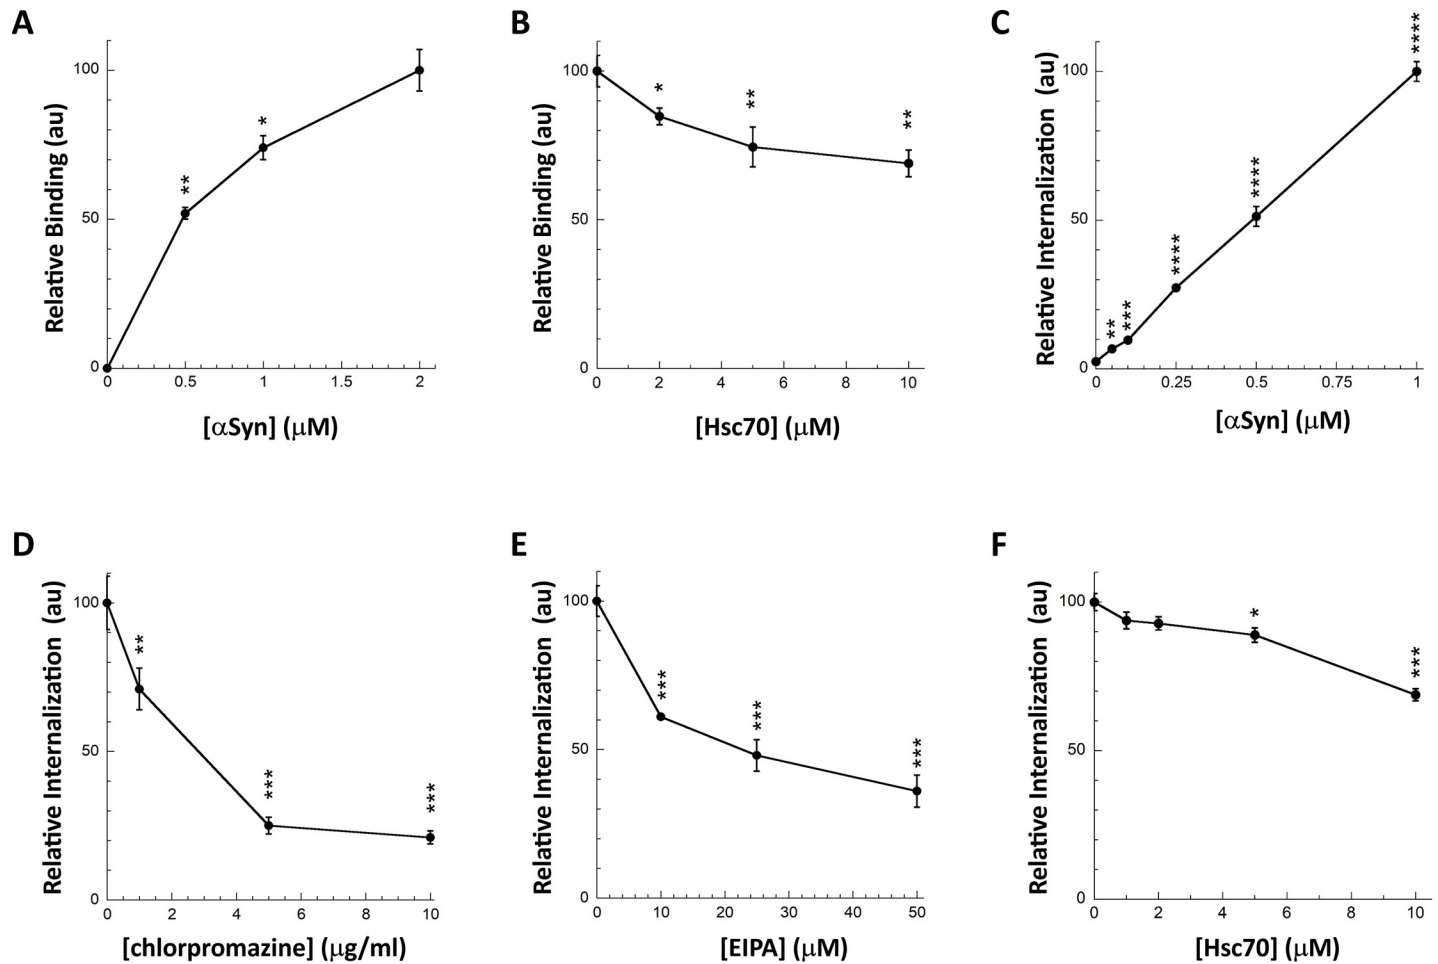 A
Relative Binding (au)
100
50
0
**
*
0 0.5 1 1.5 2
[αSyn] (μM)
B
Relative Binding (au)
100
50
0
*
**
**
0 2 4 6 8 10
[Hsc70] (μM)
C
Relative Internalization (au)
100
50
0
**
***
****
****
****
0 0.25 0.5 0.75 1
[αSyn] (μM)
D
Relative Internalization (au)
100
50
0
**
***
***
0 2 4 6 8 10
[chlorpromazine] (μg/ml)
E
Relative Internalization (au)
100
50
0
***
***
***
0 10 20 30 40 50
[EIPA] (μM)
F
Relative Internalization (au)
100
50
0
*
***
0 2 4 6 8 10
[Hsc70] (μM)